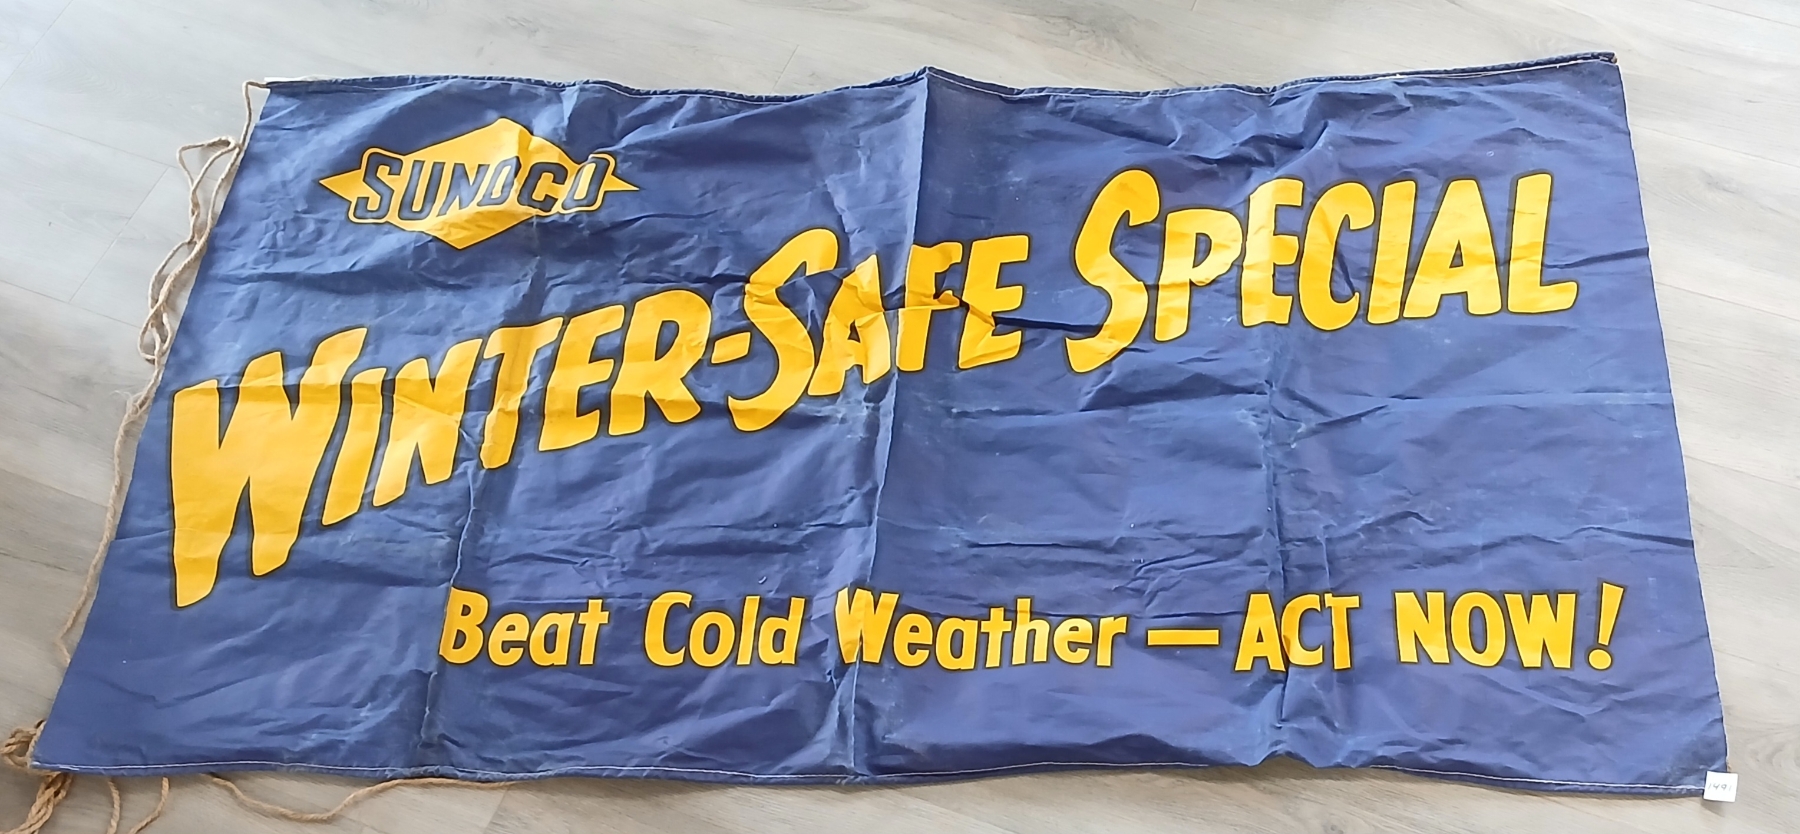 SUNOCO
WINTER-SAFE SPECIAL
Beat Cold Weather — ACT NOW!